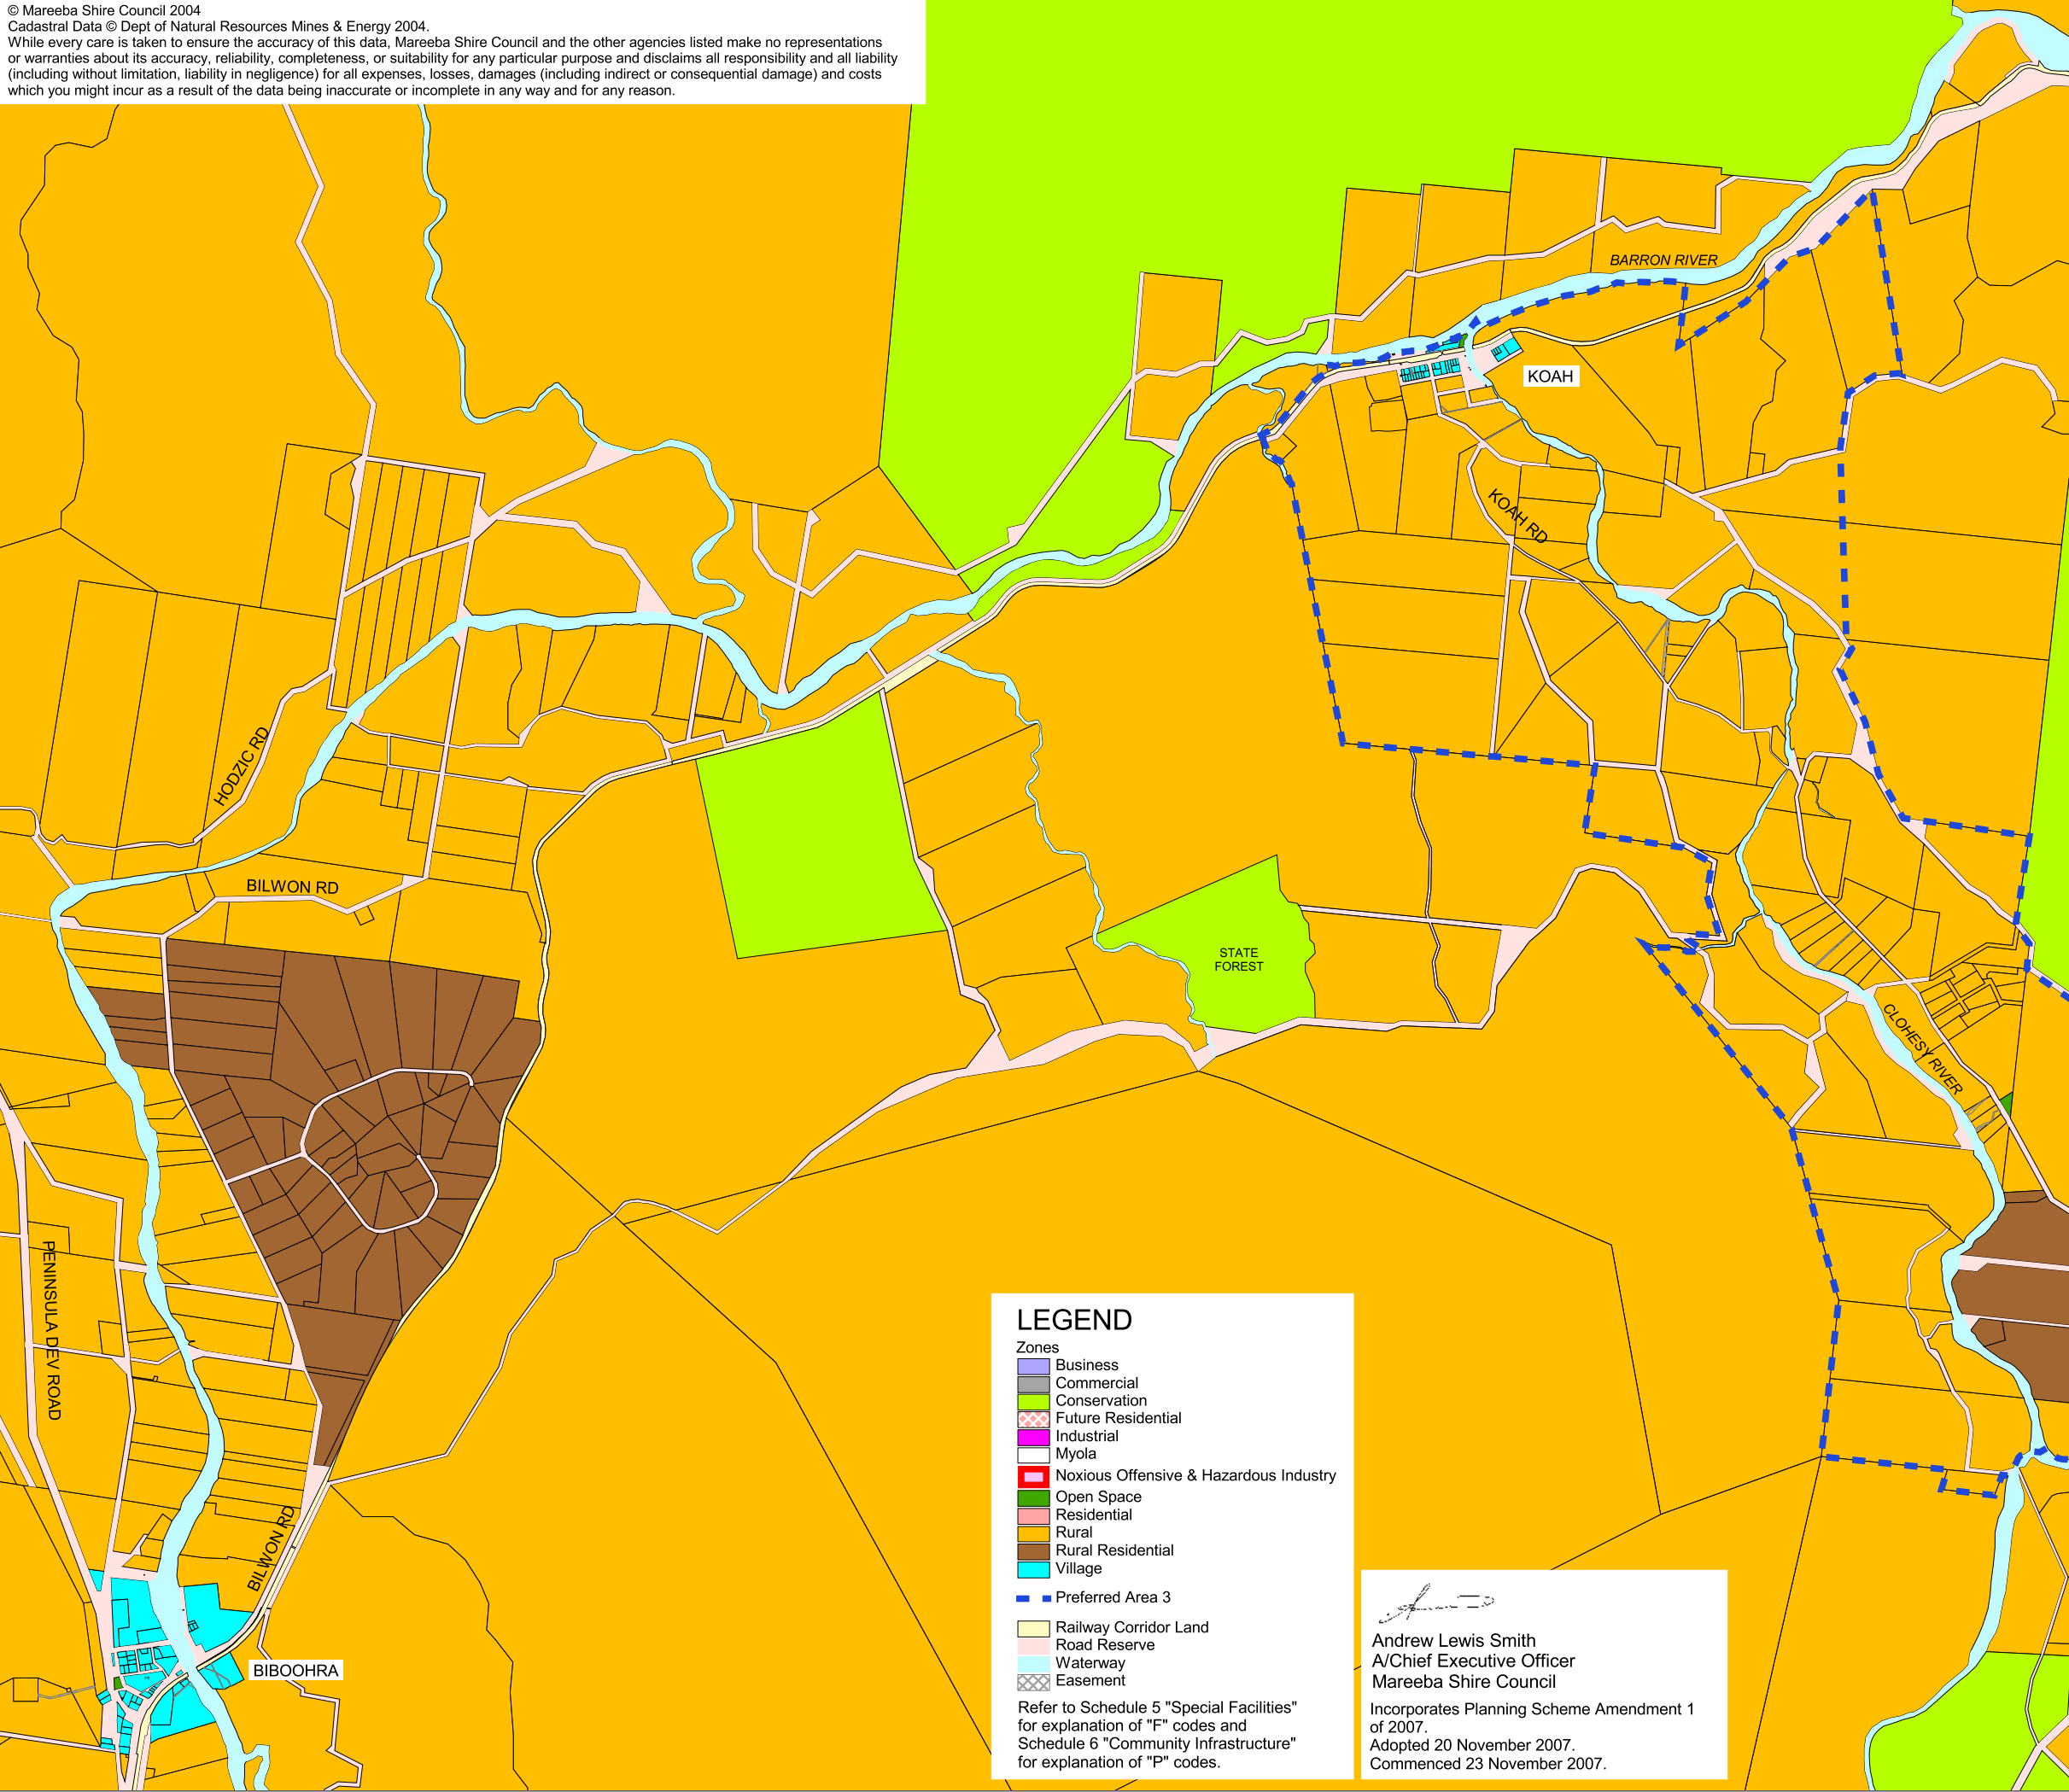 © Mareeba Shire Council 2004
Cadastral Data © Dept of Natural Resources Mines & Energy 2004.
While every care is taken to ensure the accuracy of this data, Mareeba Shire Council and the other agencies listed make no representations
or warranties about its accuracy, reliability, completeness, or suitability for any particular purpose and disclaims all responsibility and all liability
(including without limitation, liability in negligence) for all expenses, losses, damages (including indirect or consequential damage) and costs
which you might incur as a result of the data being inaccurate or incomplete in any way and for any reason.
BARRON RIVER
KOAH
KOAH RD
HODZIC RD
BILWON RD
STATE
FOREST
CLOHESY RIVER
PENINSULA DEV ROAD
BILWON RD
BIBOOHRA
LEGEND
Zones
Business
Commercial
Conservation
Future Residential
Industrial
Myola
Noxious Offensive & Hazardous Industry
Open Space
Residential
Rural
Rural Residential
Village
Preferred Area 3
Railway Corridor Land
Road Reserve
Waterway
Easement
Refer to Schedule 5 "Special Facilities"
for explanation of "F" codes and
Schedule 6 "Community Infrastructure"
for explanation of "P" codes.
Andrew Lewis Smith
A/Chief Executive Officer
Mareeba Shire Council
Incorporates Planning Scheme Amendment 1
of 2007.
Adopted 20 November 2007.
Commenced 23 November 2007.